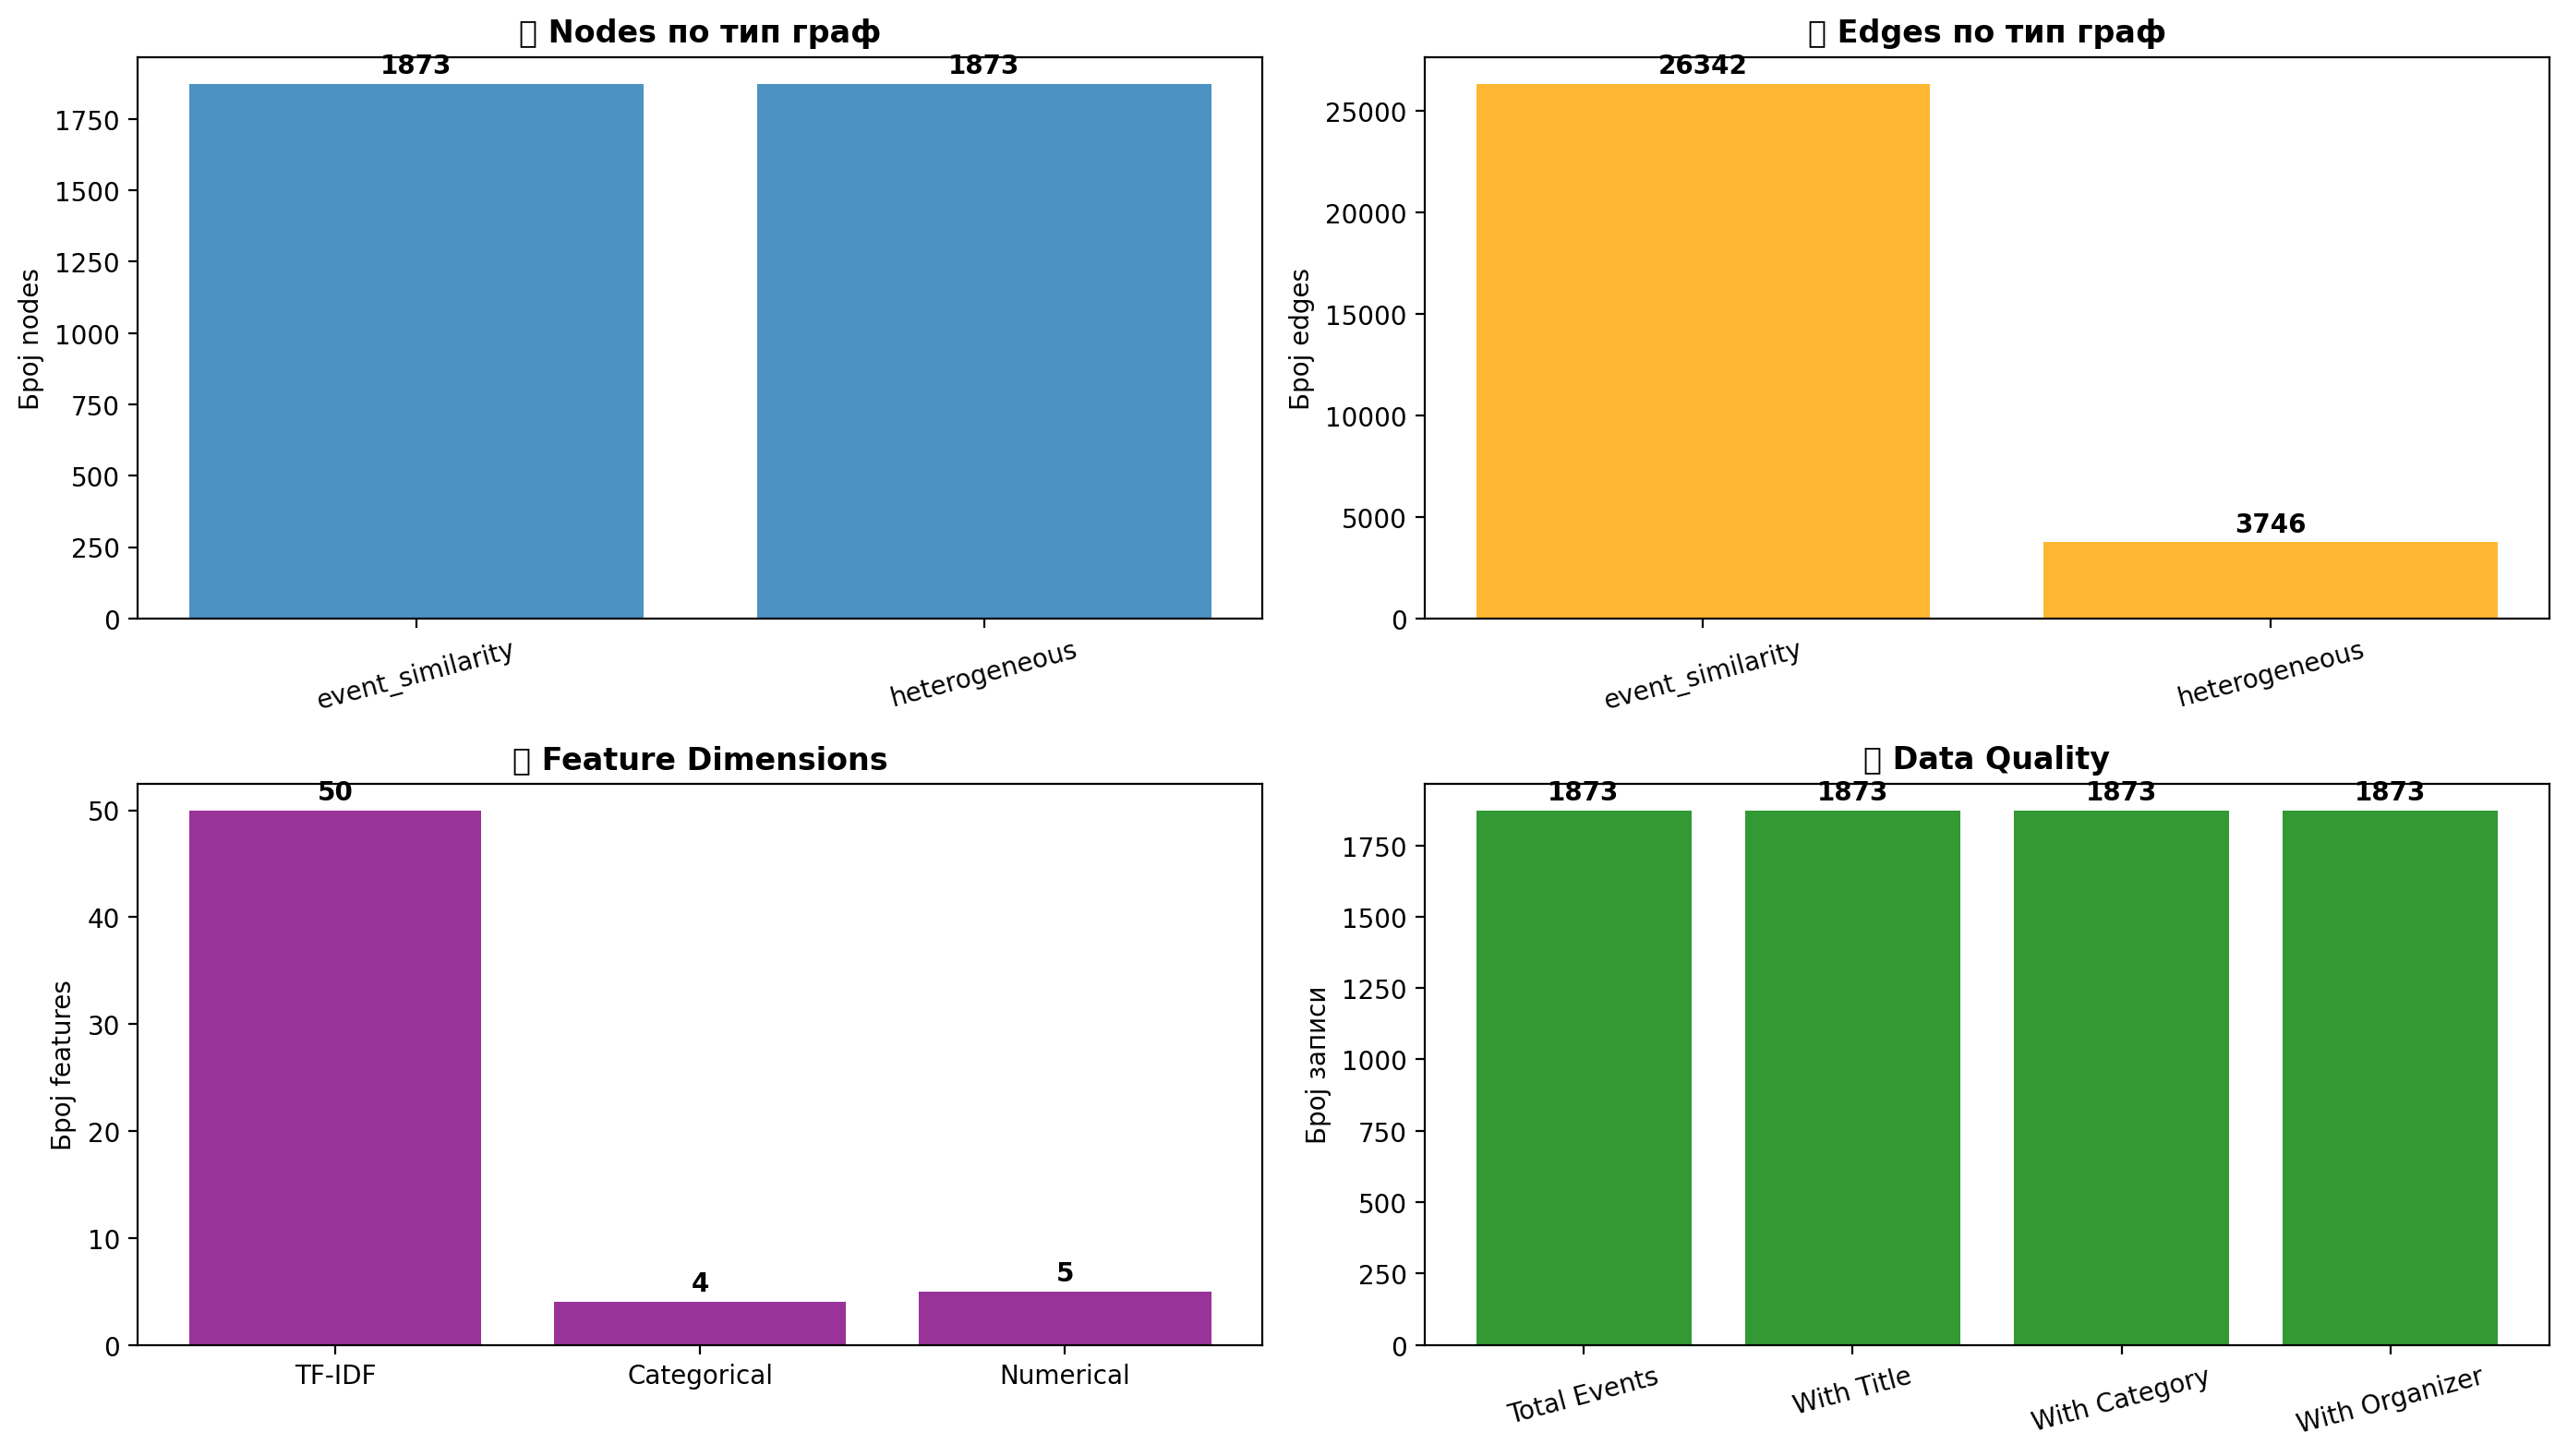 Nodes по тип граф
1873
1873
Број nodes
1750
1500
1250
1000
750
500
250
0
event_similarity
heterogeneous
Edges по тип граф
26342
3746
Број edges
25000
20000
15000
10000
5000
0
event_similarity
heterogeneous
Feature Dimensions
50
4
5
Број features
50
40
30
20
10
0
TF-IDF
Categorical
Numerical
Data Quality
1873
1873
1873
1873
Број записи
1750
1500
1250
1000
750
500
250
0
Total Events
With Title
With Category
With Organizer